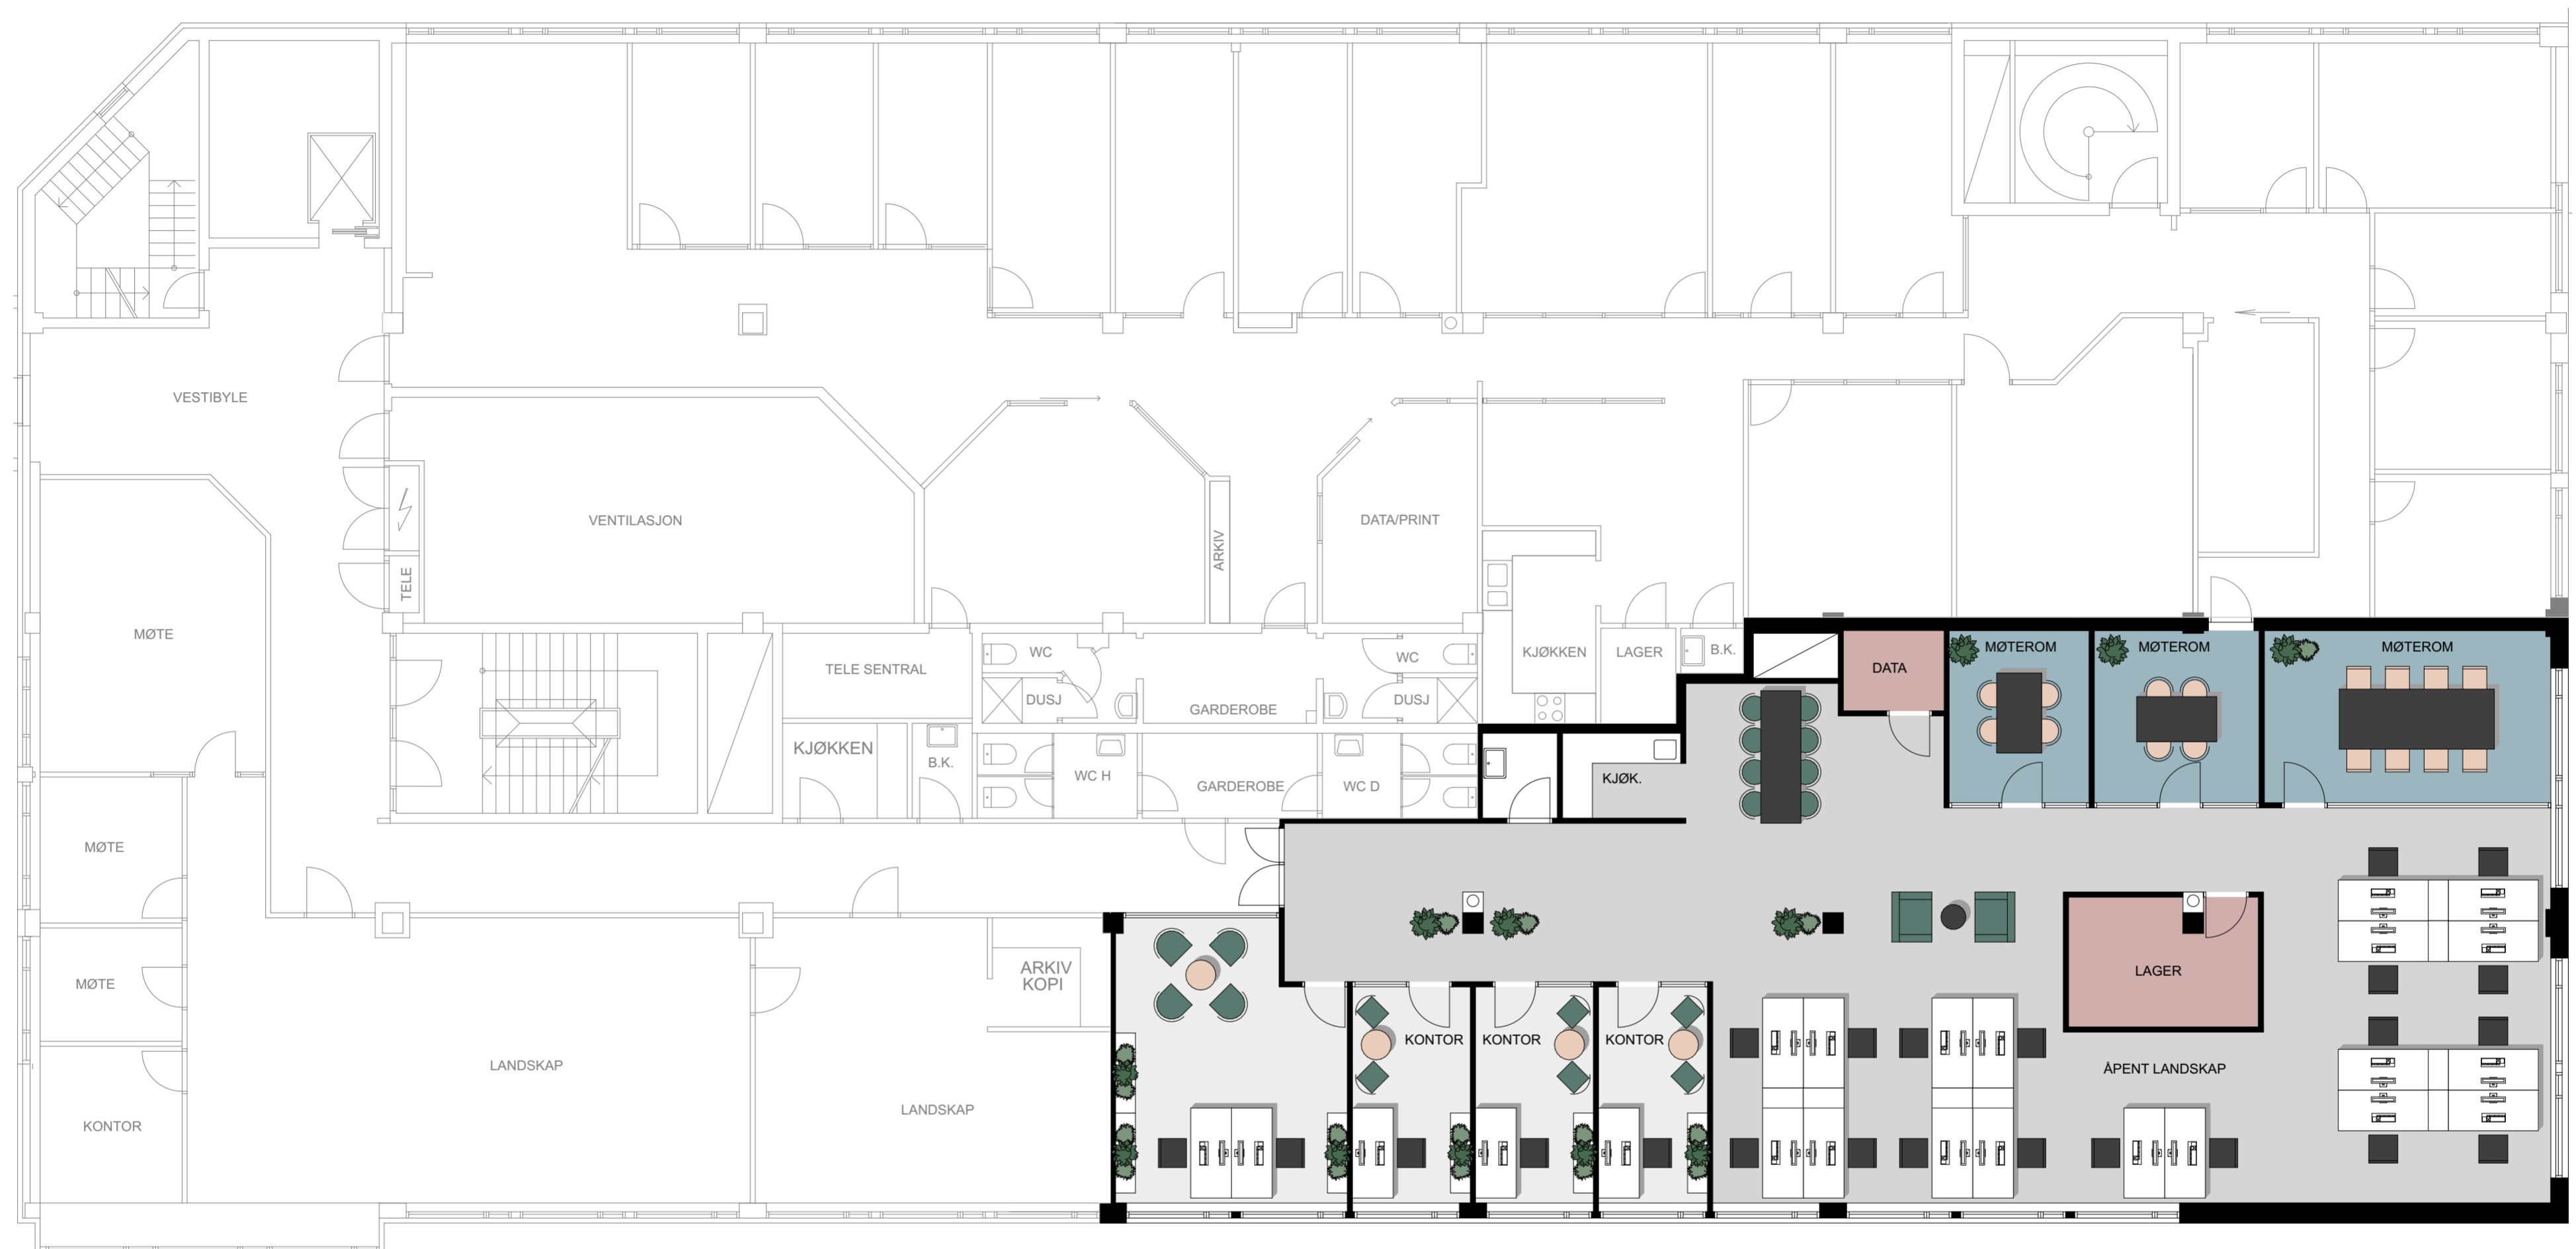 VESTIBYLE
VENTILASJON
ARKIV
DATA/PRINT
TELE
MØTE
TELE SENTRAL
WC
DUSJ
GARDEROBE
WC
DUSJ
KJØKKEN
LAGER
B.K.
DATA
MØTEROM
MØTEROM
MØTEROM
KJØKKEN
B.K.
WC H
GARDEROBE
WC D
KJØK.
MØTE
MØTE
KONTOR
LANDSKAP
ARKIV
KOPI
LANDSKAP
KONTOR
KONTOR
KONTOR
LAGER
ÅPENT LANDSKAP